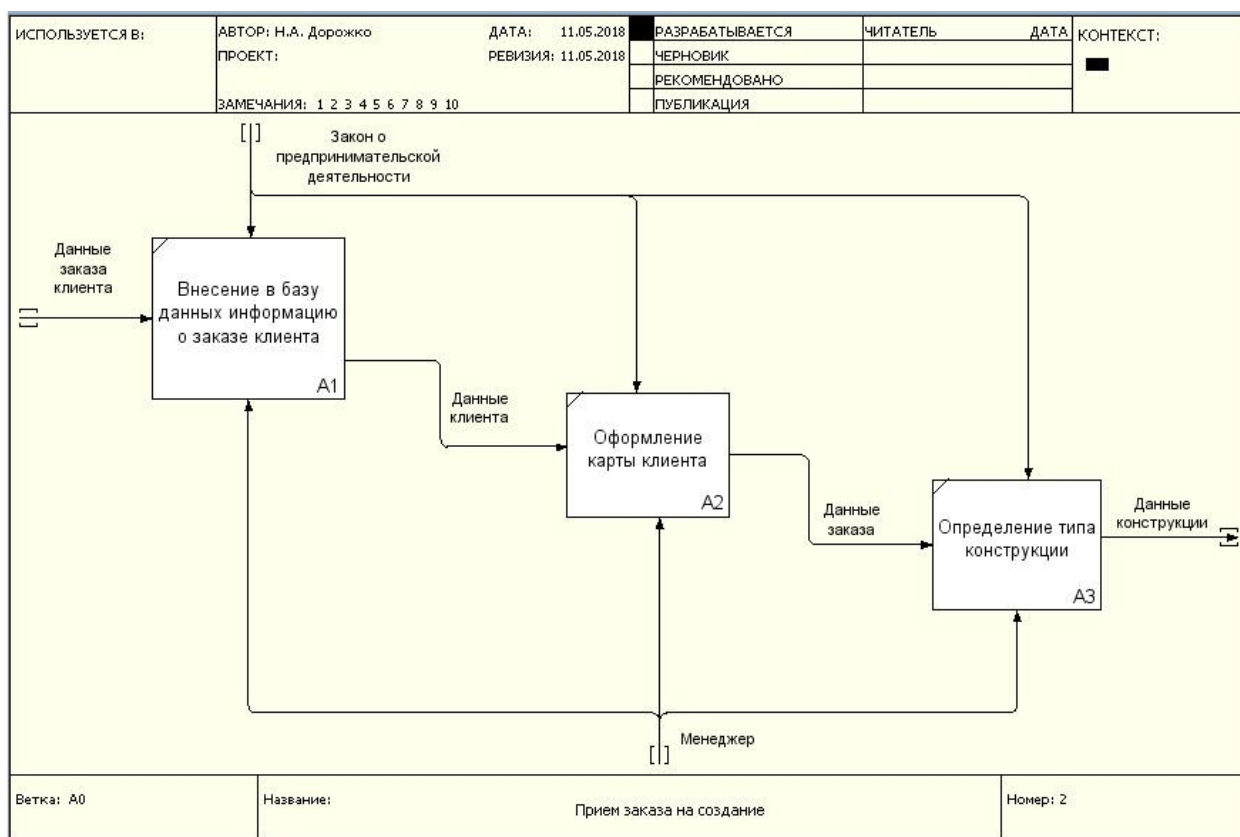 ИСПОЛЬЗУЕТСЯ В:
АВТОР: Н.А. Дорожко
ДАТА: 11.05.2018
ПРОЕКТ:
РЕВИЗИЯ: 11.05.2018
ЗАМЕЧАНИЯ: 1 2 3 4 5 6 7 8 9 10
РАЗРАБАТЫВАЕТСЯ
ЧЕРНОВИК
РЕКОМЕНДОВАНО
ПУБЛИКАЦИЯ
ЧИТАТЕЛЬ
ДАТА
КОНТЕКСТ:
Закон о
предпринимательской
деятельности
Данные
заказа
клиента
Внесение в базу
данных информацию
о заказе клиента
A1
Данные
клиента
Оформление
карты клиента
A2
Данные
заказа
Определение типа
конструкции
A3
Данные
конструкции
Менеджер
Ветка: A0
Название:
Прием заказа на создание
Номер: 2